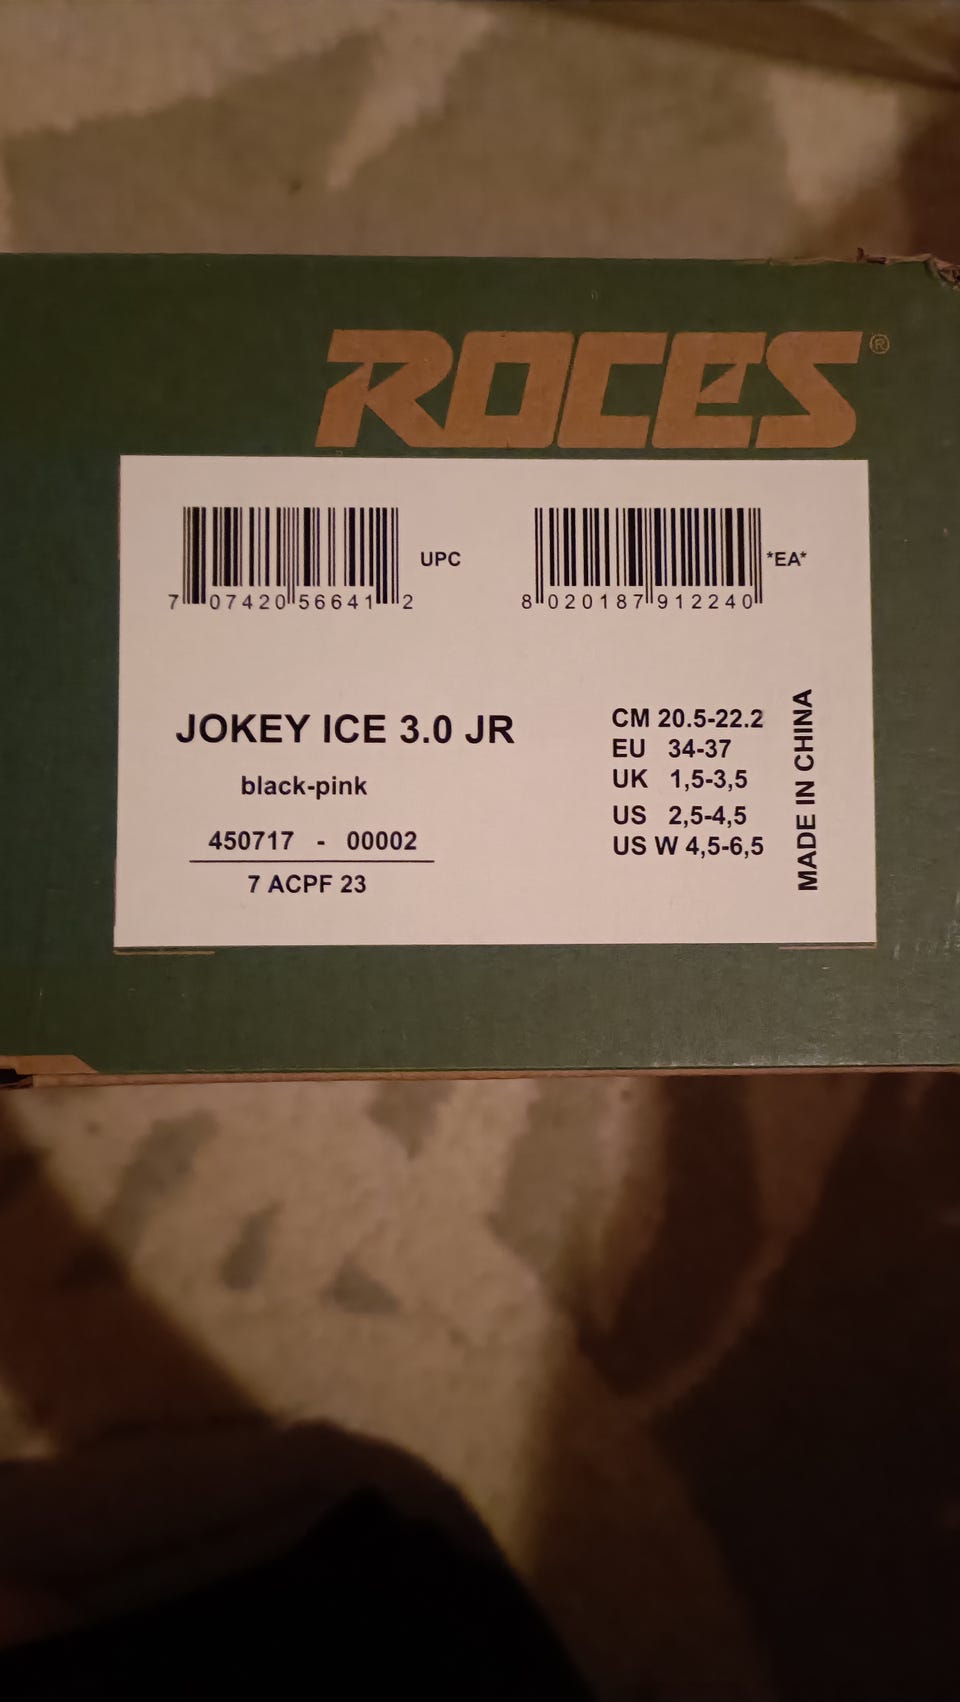 ROCES®
7 07420 56641 2 UPC
8 020187 912240 *EA*
JOKEY ICE 3.0 JR
black-pink
450717 - 00002
7 ACPF 23
CM 20.5-22.2
EU 34-37
UK 1,5-3,5
US 2,5-4,5
US W 4,5-6,5
MADE IN CHINA